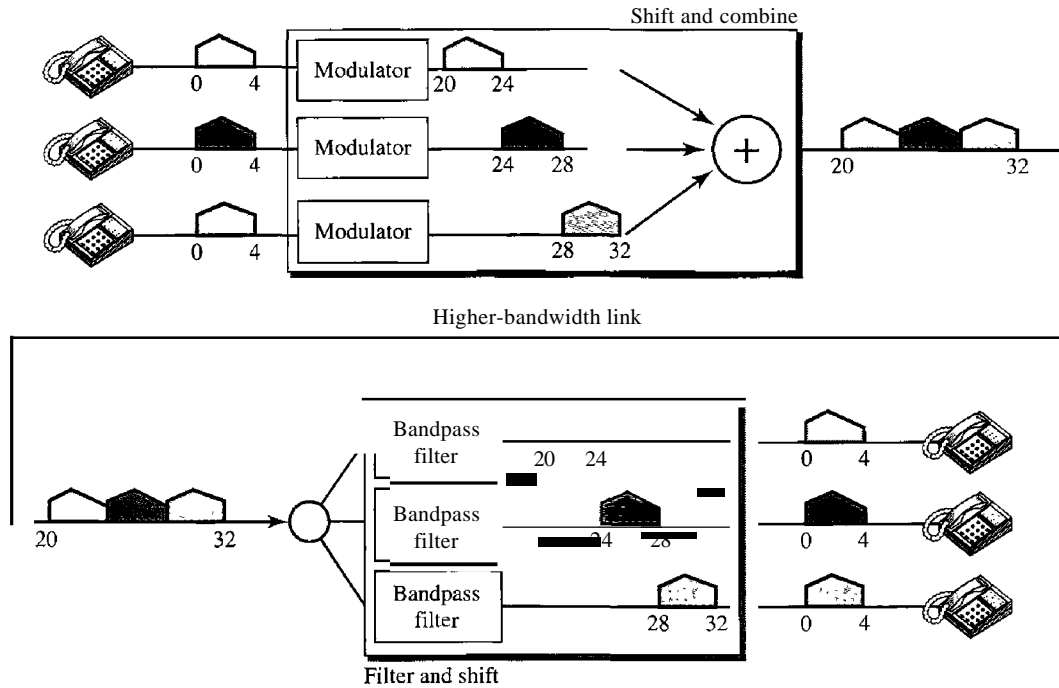 Shift and combine
Modulator
0 4
20 24
Modulator
0 4
24 28
20 32
Modulator
0 4
28 32
+
Higher-bandwidth link
Bandpass
filter
20 24
0 4
Bandpass
filter
24 28
20 32
0 4
Bandpass
filter
28 32
0 4
Filter and shift